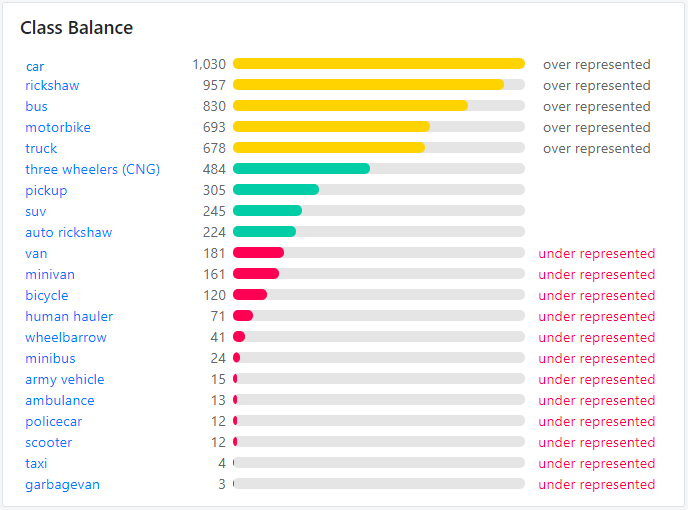 Class Balance
car 1,030 over represented
rickshaw 957 over represented
bus 830 over represented
motorbike 693 over represented
truck 678 over represented
three wheelers (CNG) 484
pickup 305
suv 245
auto rickshaw 224
van 181 under represented
minivan 161 under represented
bicycle 120 under represented
human hauler 71 under represented
wheelbarrow 41 under represented
minibus 24 under represented
army vehicle 15 under represented
ambulance 13 under represented
policecar 12 under represented
scooter 12 under represented
taxi 4 under represented
garbagevan 3 under represented